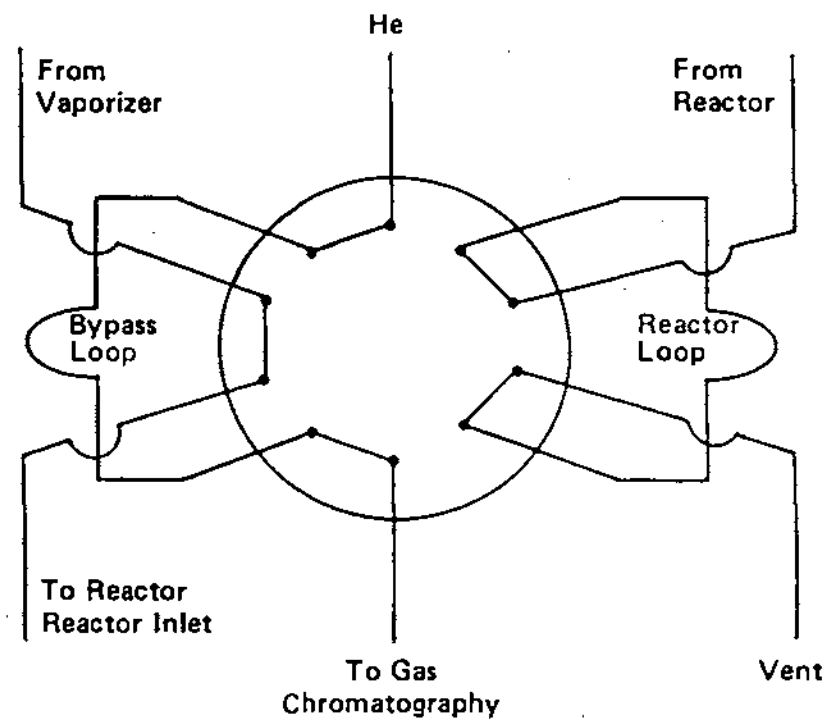 He
From
Vaporizer
From
Reactor
Bypass
Loop
Reactor
Loop
To Reactor
Reactor Inlet
To Gas
Chromatography
Vent